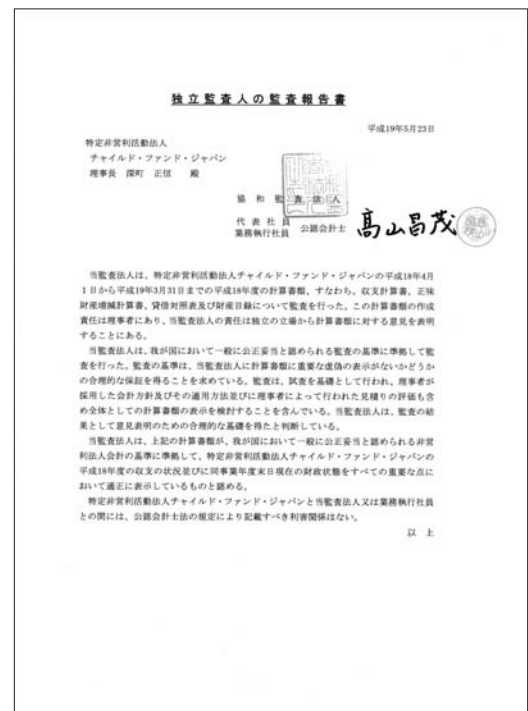 独立監査人の監査報告書
平成19年5月23日
特定非営利活動法人
チャイルド・ファンド・ジャパン
理事長 深町 正信 殿
協和監査法人
代表社員
業務執行社員 公認会計士 高山昌茂
当監査法人は、特定非営利活動法人チャイルド・ファンド・ジャパンの平成18年4月
1日から平成19年3月31日までの平成18年度の計算書類、すなわち、収支計算書、正味
財産増減計算書、貸借対照表及び財産目録について監査を行った。この計算書類の作成
責任は理事者にあり、当監査法人の責任は独立の立場から計算書類に対する意見を表明
することにある。
当監査法人は、我が国において一般に公正妥当と認められる監査の基準に準拠して監
査を行った。監査の基準は、当監査法人に計算書類に重要な虚偽の表示がないかどうか
の合理的な保証を得ることを求めている。監査は、試査を基礎として行われ、理事者が
採用した会計方針及びその適用方法並びに理事者によって行われた見積りの評価も含
め全体としての計算書類の表示を検討することを含んでいる。当監査法人は、監査の結
果として意見表明のための合理的な基礎を得たと判断している。
当監査法人は、上記の計算書類が、我が国において一般に公正妥当と認められる非営
利法人会計の基準に準拠して、特定非営利活動法人チャイルド・ファンド・ジャパンの
平成18年度の収支の状況並びに同事業年度末日現在の財政状態をすべての重要な点に
おいて適正に表示しているものと認める。
特定非営利活動法人チャイルド・ファンド・ジャパンと当監査法人又は業務執行社員
との間には、公認会計士法の規定により記載すべき利害関係はない。
以 上